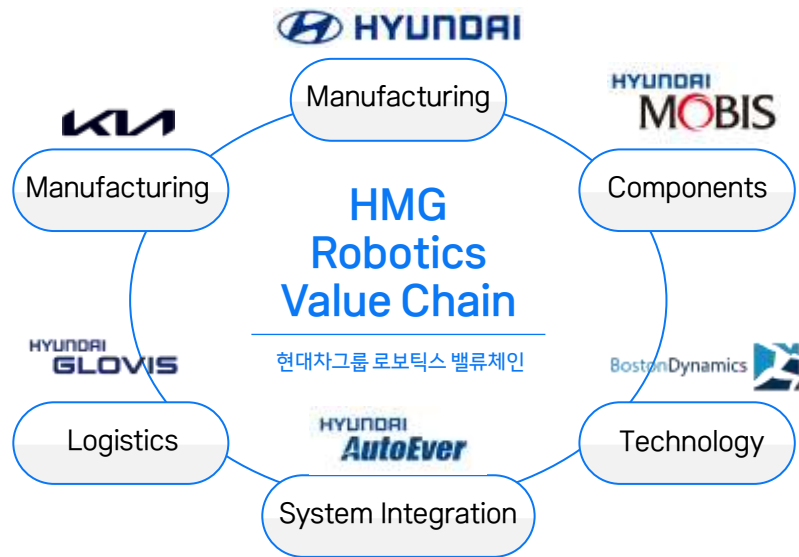 HYUNDAI
Manufacturing
KIA
Manufacturing
HYUNDAI
MOBIS
Components
HMG
Robotics
Value Chain
현대차그룹 로보틱스 밸류체인
HYUNDAI
GLOVIS
Logistics
HYUNDAI
AutoEver
System Integration
BostonDynamics
Technology